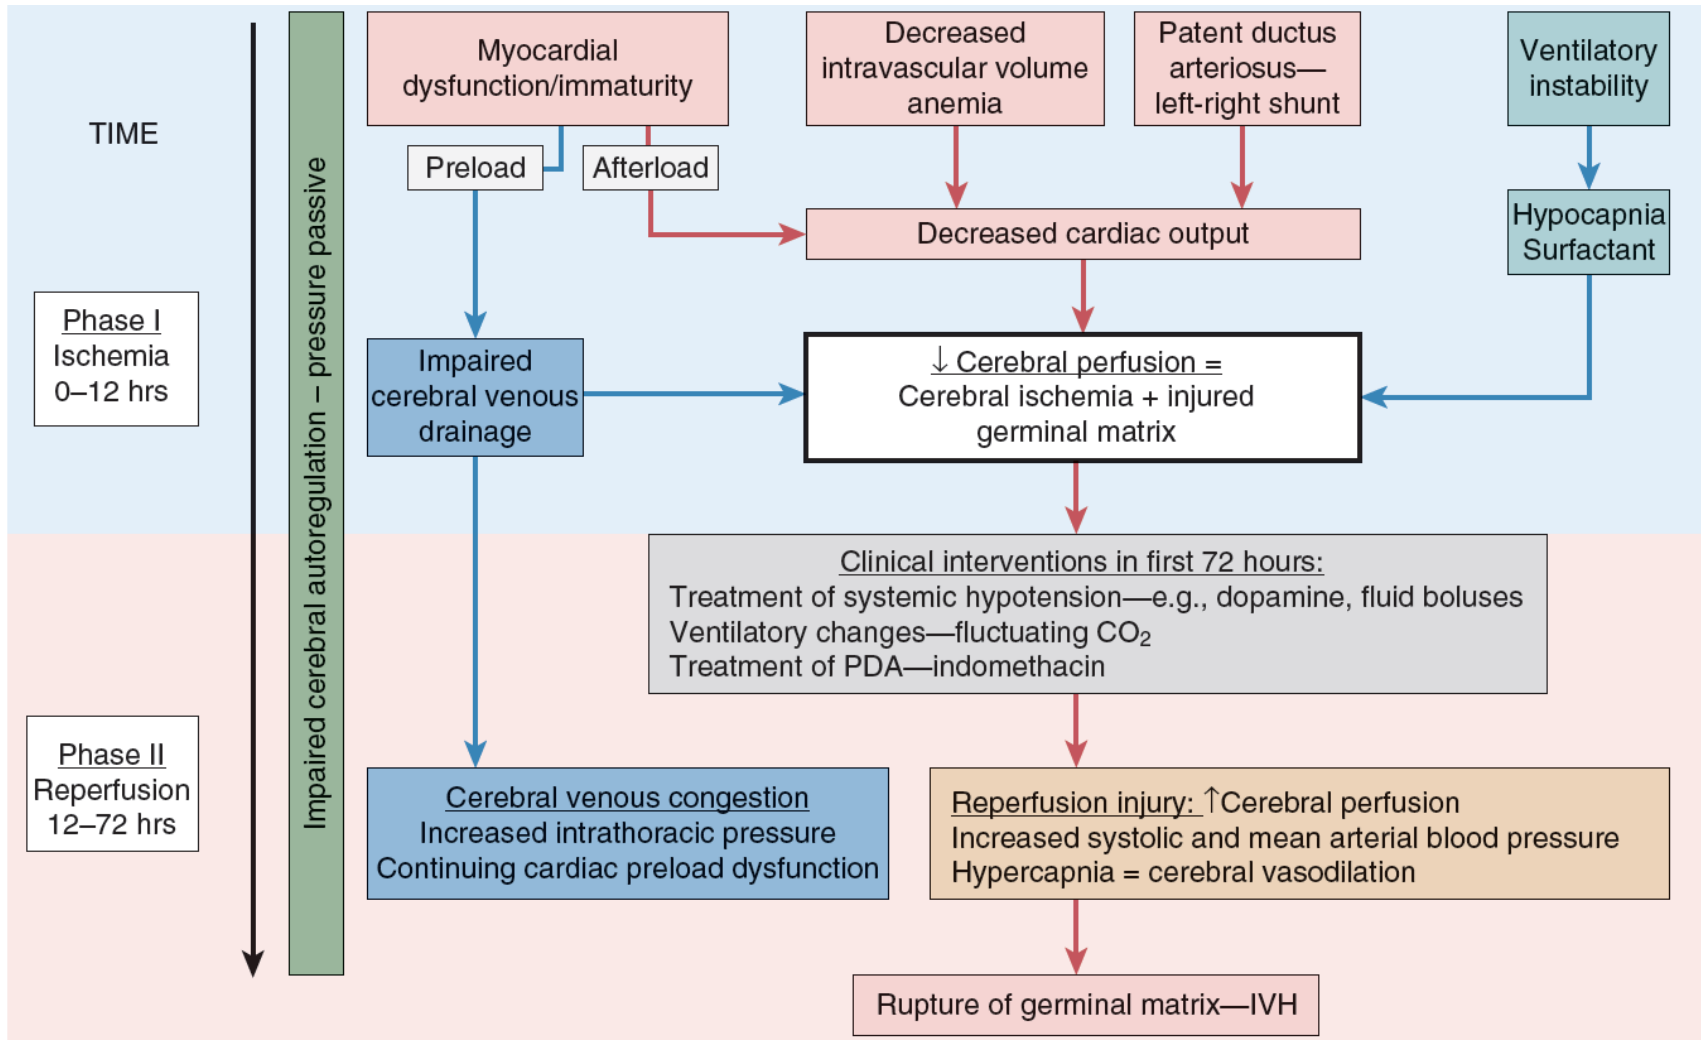 Myocardial
dysfunction/immaturity
Decreased
intravascular volume
anemia
Patent ductus
arteriosus—
left-right shunt
Ventilatory
instability
TIME
Preload
Afterload
Decreased cardiac output
Hypocapnia
Surfactant
Impaired cerebral autoregulation – pressure passive
Phase I
Ischemia
0–12 hrs
Impaired
cerebral venous
drainage
↓ Cerebral perfusion =
Cerebral ischemia + injured
germinal matrix
Clinical interventions in first 72 hours:
Treatment of systemic hypotension—e.g., dopamine, fluid boluses
Ventilatory changes—fluctuating CO₂
Treatment of PDA—indomethacin
Phase II
Reperfusion
12–72 hrs
Cerebral venous congestion
Increased intrathoracic pressure
Continuing cardiac preload dysfunction
Reperfusion injury: ↑Cerebral perfusion
Increased systolic and mean arterial blood pressure
Hypercapnia = cerebral vasodilation
Rupture of germinal matrix—IVH